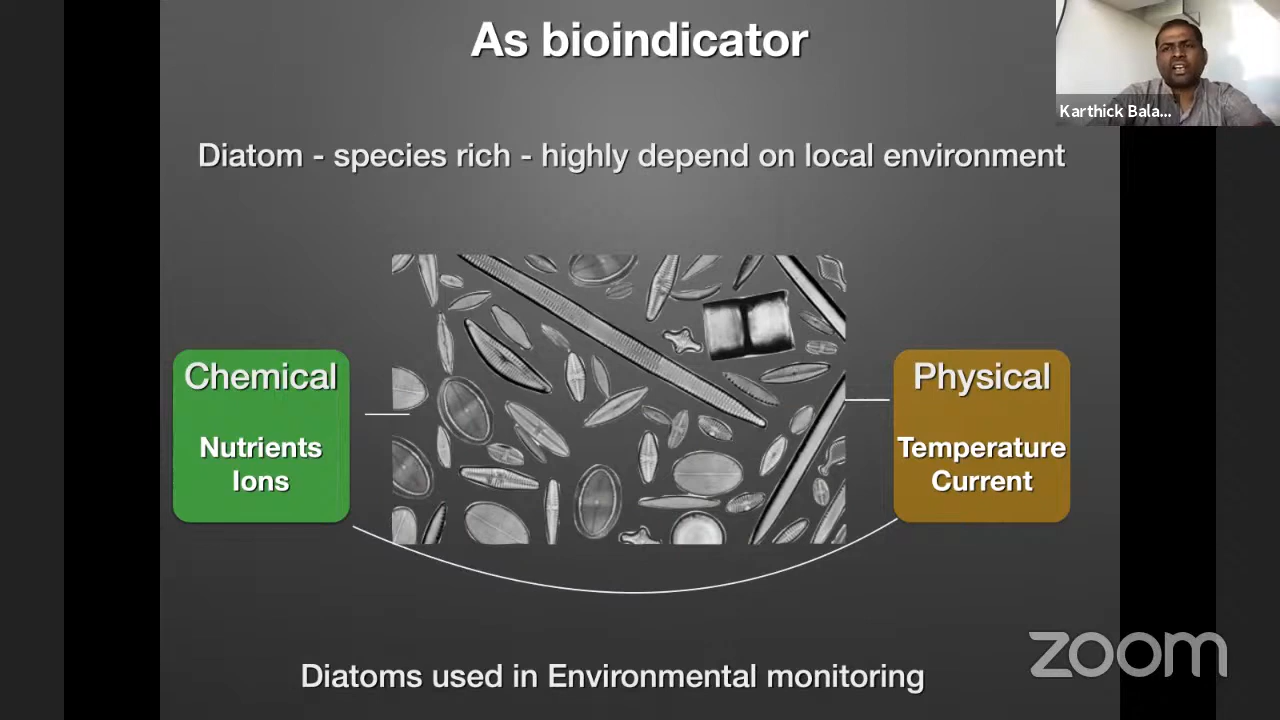 As bioindicator
Karthick Bala...
Diatom - species rich - highly depend on local environment
Chemical
Nutrients
Ions
Physical
Temperature
Current
Diatoms used in Environmental monitoring
zoom